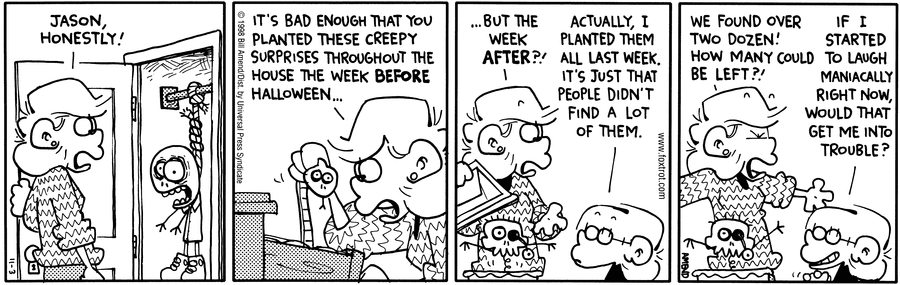 JASON,
HONESTLY!
11-3
© 1998 Bill Amend/Dist. by Universal Press Syndicate
IT'S BAD ENOUGH THAT YOU
PLANTED THESE CREEPY
SURPRISES THROUGHOUT THE
HOUSE THE WEEK BEFORE
HALLOWEEN...
...BUT THE
WEEK
AFTER?!
ACTUALLY, I
PLANTED THEM
ALL LAST WEEK.
IT'S JUST THAT
PEOPLE DIDN'T
FIND A LOT
OF THEM.
www.foxtrot.com
WE FOUND OVER
TWO DOZEN!
HOW MANY COULD
BE LEFT?!
IF I
STARTED
TO LAUGH
MANIACALLY
RIGHT NOW,
WOULD THAT
GET ME INTO
TROUBLE?
AMEND